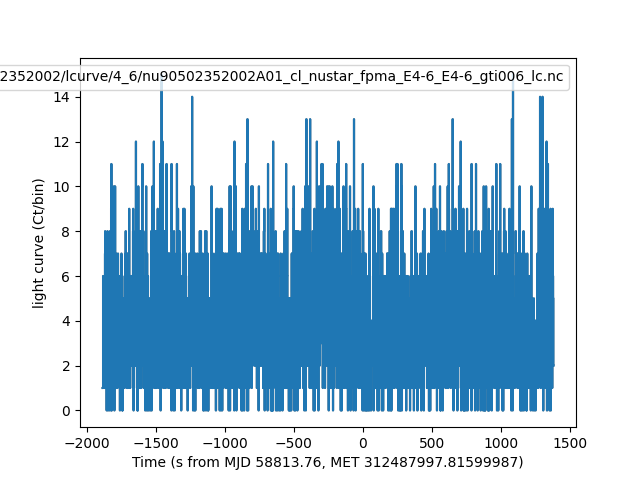 2352002/lcurve/4_6/nu90502352002A01_cl_nustar_fpma_E4-6_E4-6_gti006_lc.nc
14
12
10
8
6
4
2
0
light curve (Ct/bin)
−2000 −1500 −1000 −500 0 500 1000 1500
Time (s from MJD 58813.76, MET 312487997.81599987)